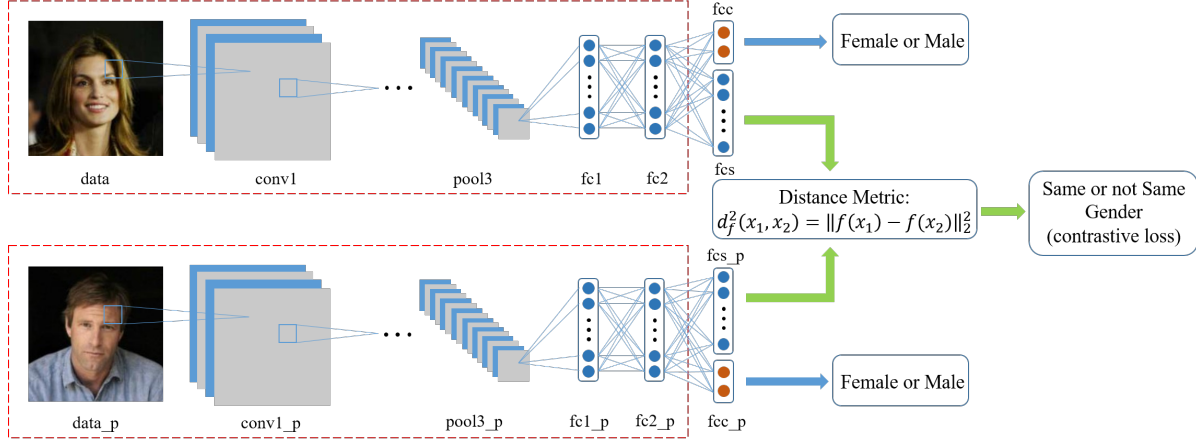 fcc
Female or Male
data
conv1
pool3
fc1
fc2
fcs
Distance Metric:
d_f^2(x_1, x_2) = ‖f(x_1) − f(x_2)‖_2^2
Same or not Same
Gender
(contrastive loss)
fcs_p
Female or Male
data_p
conv1_p
pool3_p
fc1_p
fc2_p
fcc_p